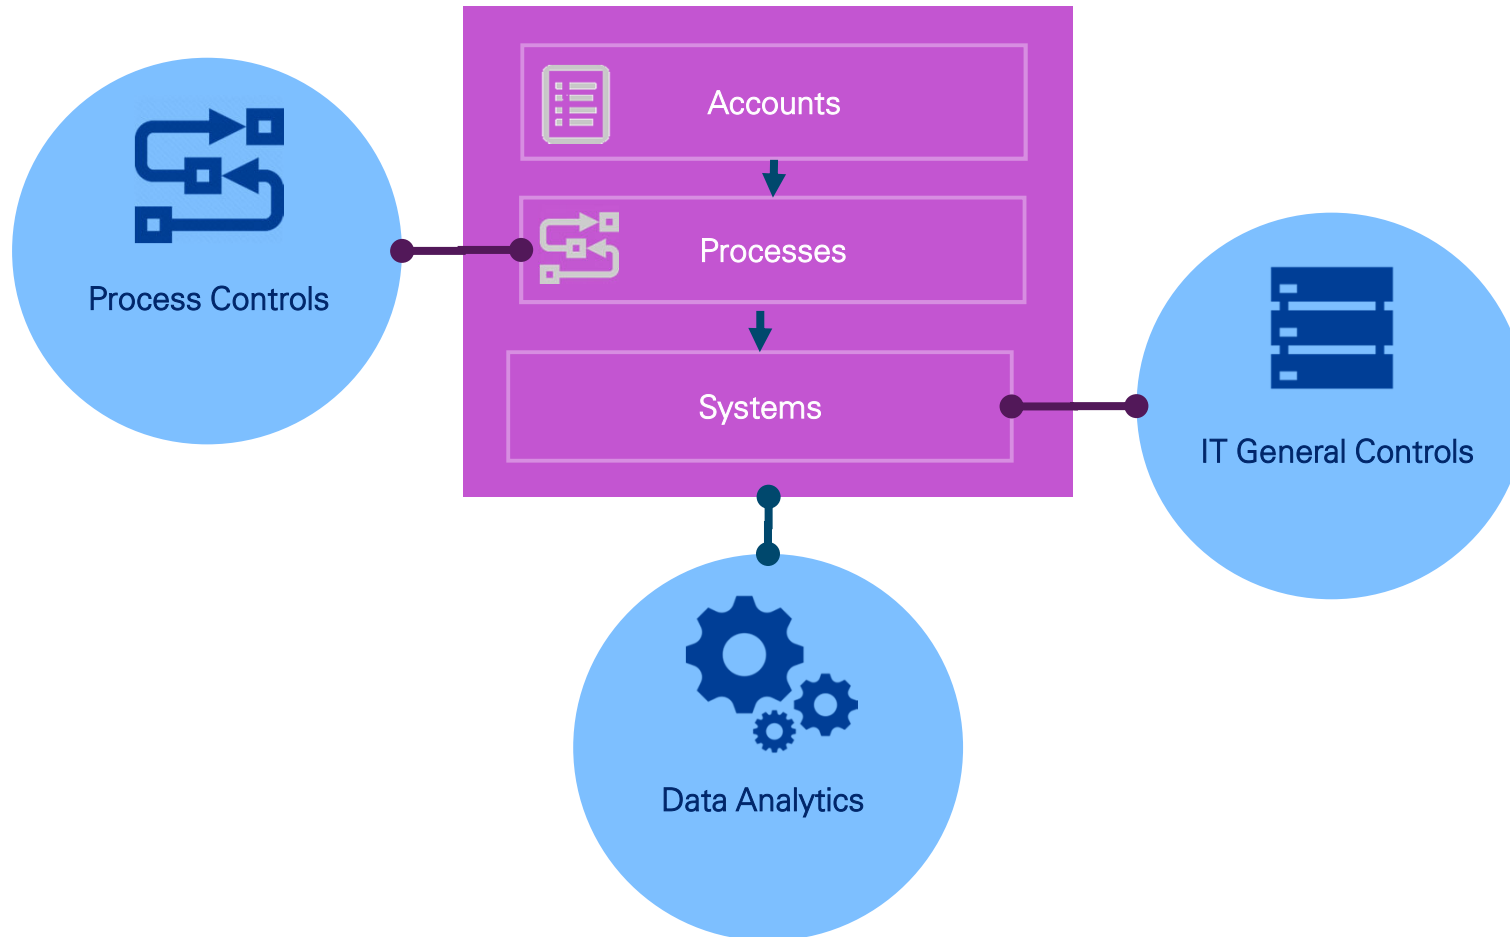 Accounts
Processes
Process Controls
Systems
IT General Controls
Data Analytics